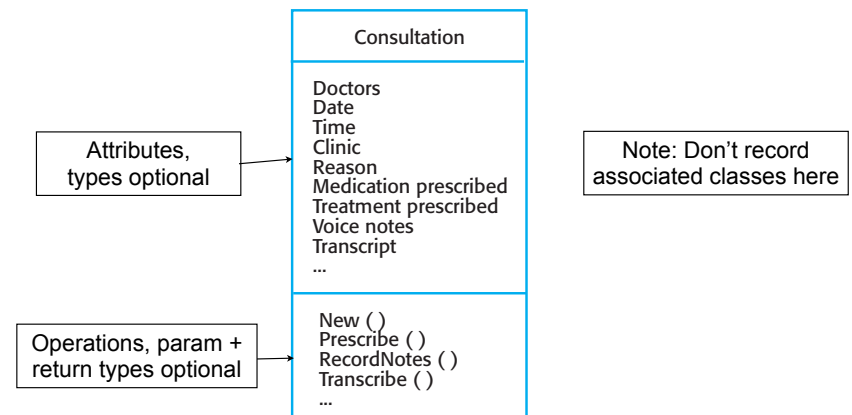 Consultation
Doctors
Date
Time
Clinic
Reason
Medication prescribed
Treatment prescribed
Voice notes
Transcript
...
New ( )
Prescribe ( )
RecordNotes ( )
Transcribe ( )
...
Attributes,
types optional
Operations, param +
return types optional
Note: Don’t record
associated classes here